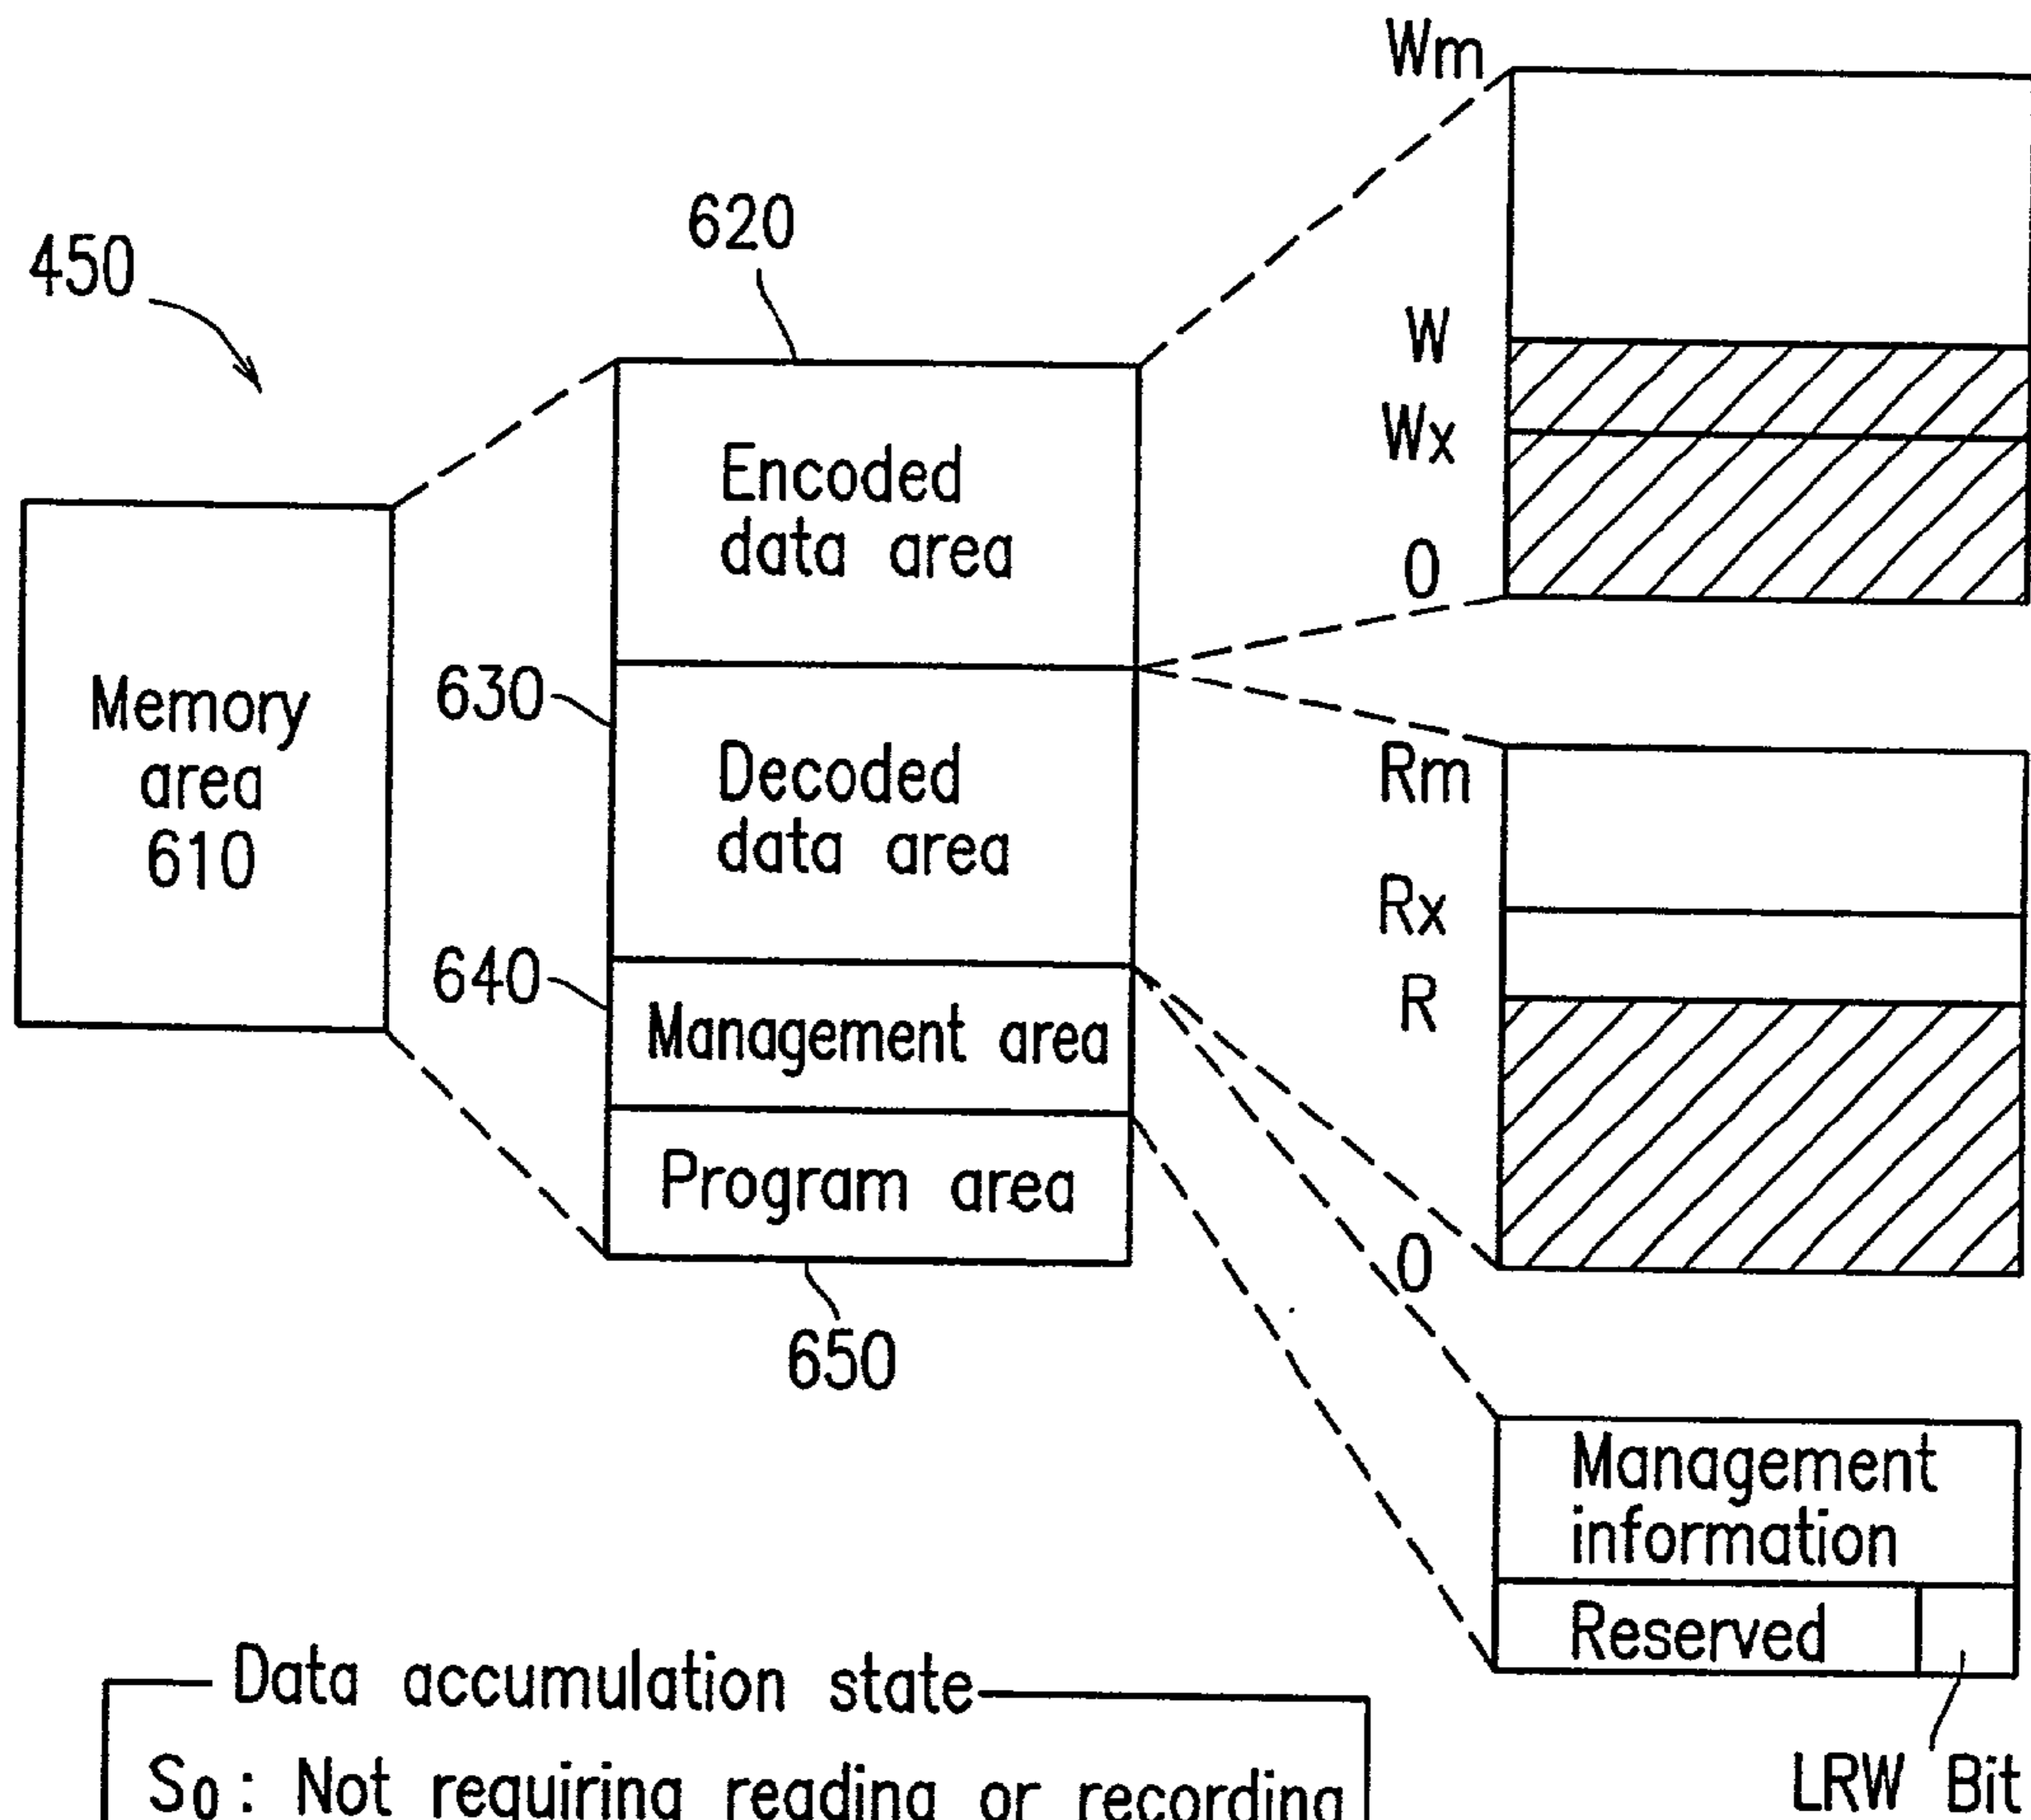 450
Memory
area
610
620
Encoded
data area
630
Decoded
data area
640
Management area
Program area
650
Wm
W
Wx
0
Rm
Rx
R
0
Management
information
Reserved
LRW Bit
Data accumulation state
S0 : Not requiring reading or recording